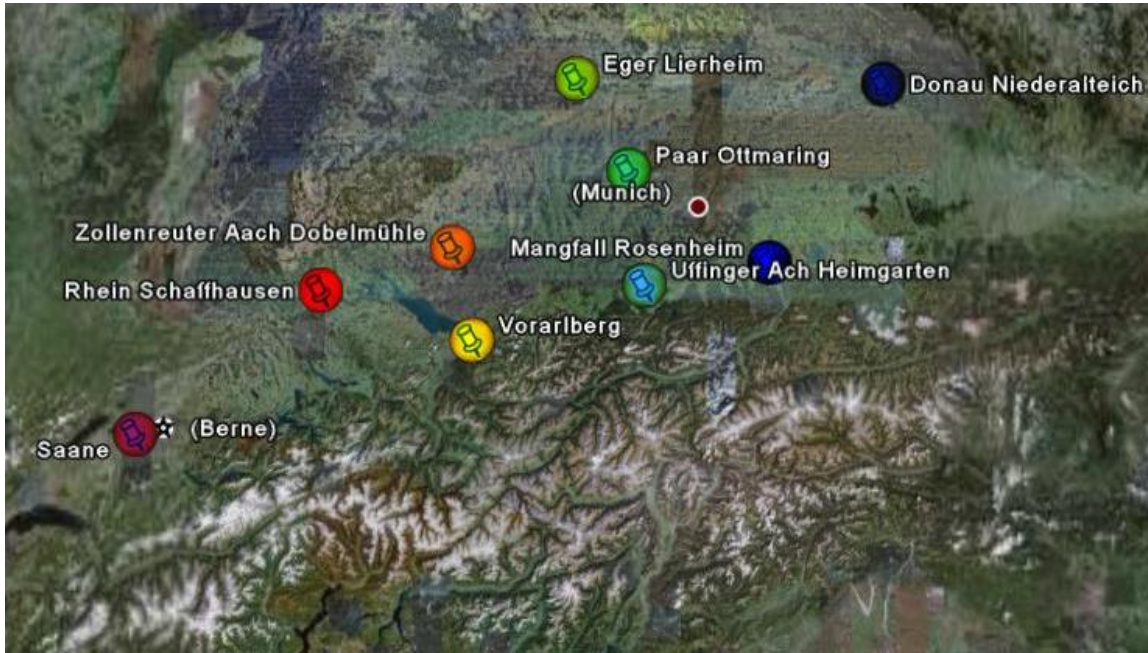 Eger Lierheim
Donau Niederalteich
Paar Ottmaring
(Munich)
Zollenreuter Aach Dobelmühle
Mangfall Rosenheim
Uffinger Ach Heimgarten
Rhein Schaffhausen
Vorarlberg
(Berne)
Saane